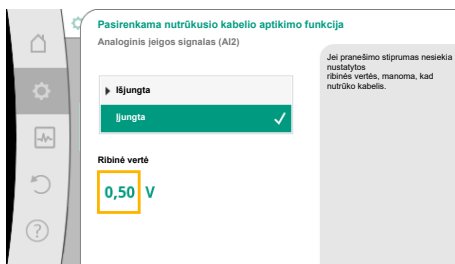 Pasirenkama nutrūkusio kabelio aptikimo funkcija
Analoginis įeigos signalas (AI2)
Jei pranešimo stiprumas nesiekia
nustatytos
ribinės vertės, manoma, kad
nutrūko kabelis.
Išjungta
Įjungta
Ribinė vertė
0,50 V